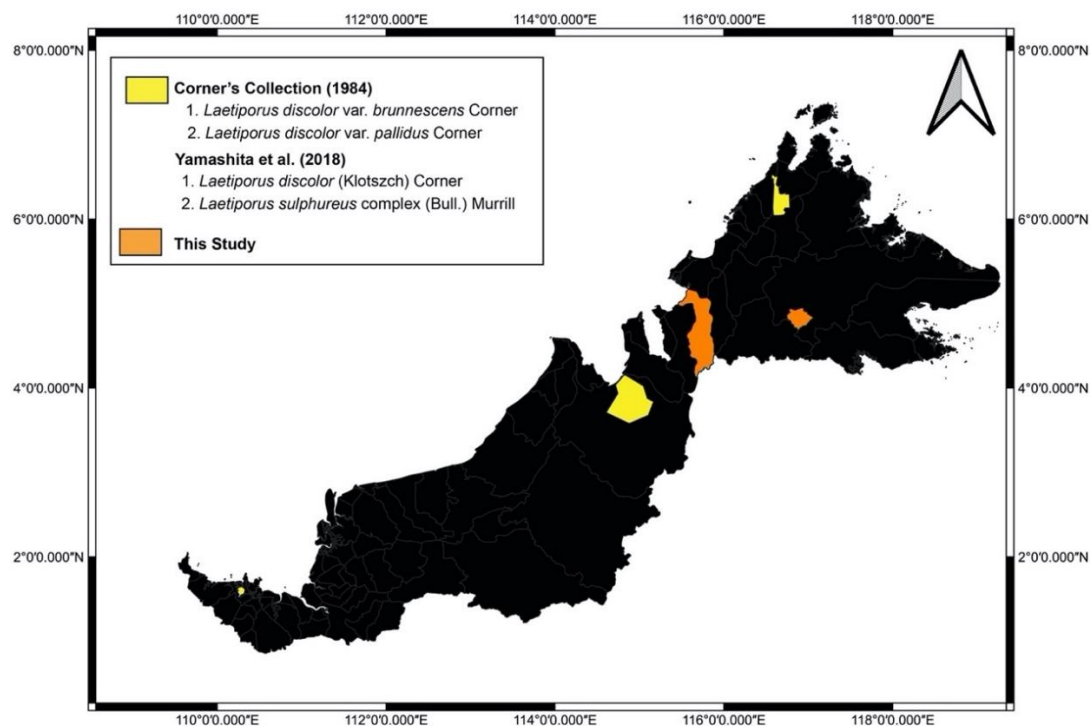 110°0'0.000"E 112°0'0.000"E 114°0'0.000"E 116°0'0.000"E 118°0'0.000"E
8°0'0.000"N 8°0'0.000"N
Corner's Collection (1984)
1. Laetiporus discolor var. brunnescens Corner
2. Laetiporus discolor var. pallidus Corner
Yamashita et al. (2018)
1. Laetiporus discolor (Klotszch) Corner
2. Laetiporus sulphureus complex (Bull.) Murrill
6°0'0.000"N 6°0'0.000"N
This Study
4°0'0.000"N 4°0'0.000"N
2°0'0.000"N 2°0'0.000"N
110°0'0.000"E 112°0'0.000"E 114°0'0.000"E 116°0'0.000"E 118°0'0.000"E